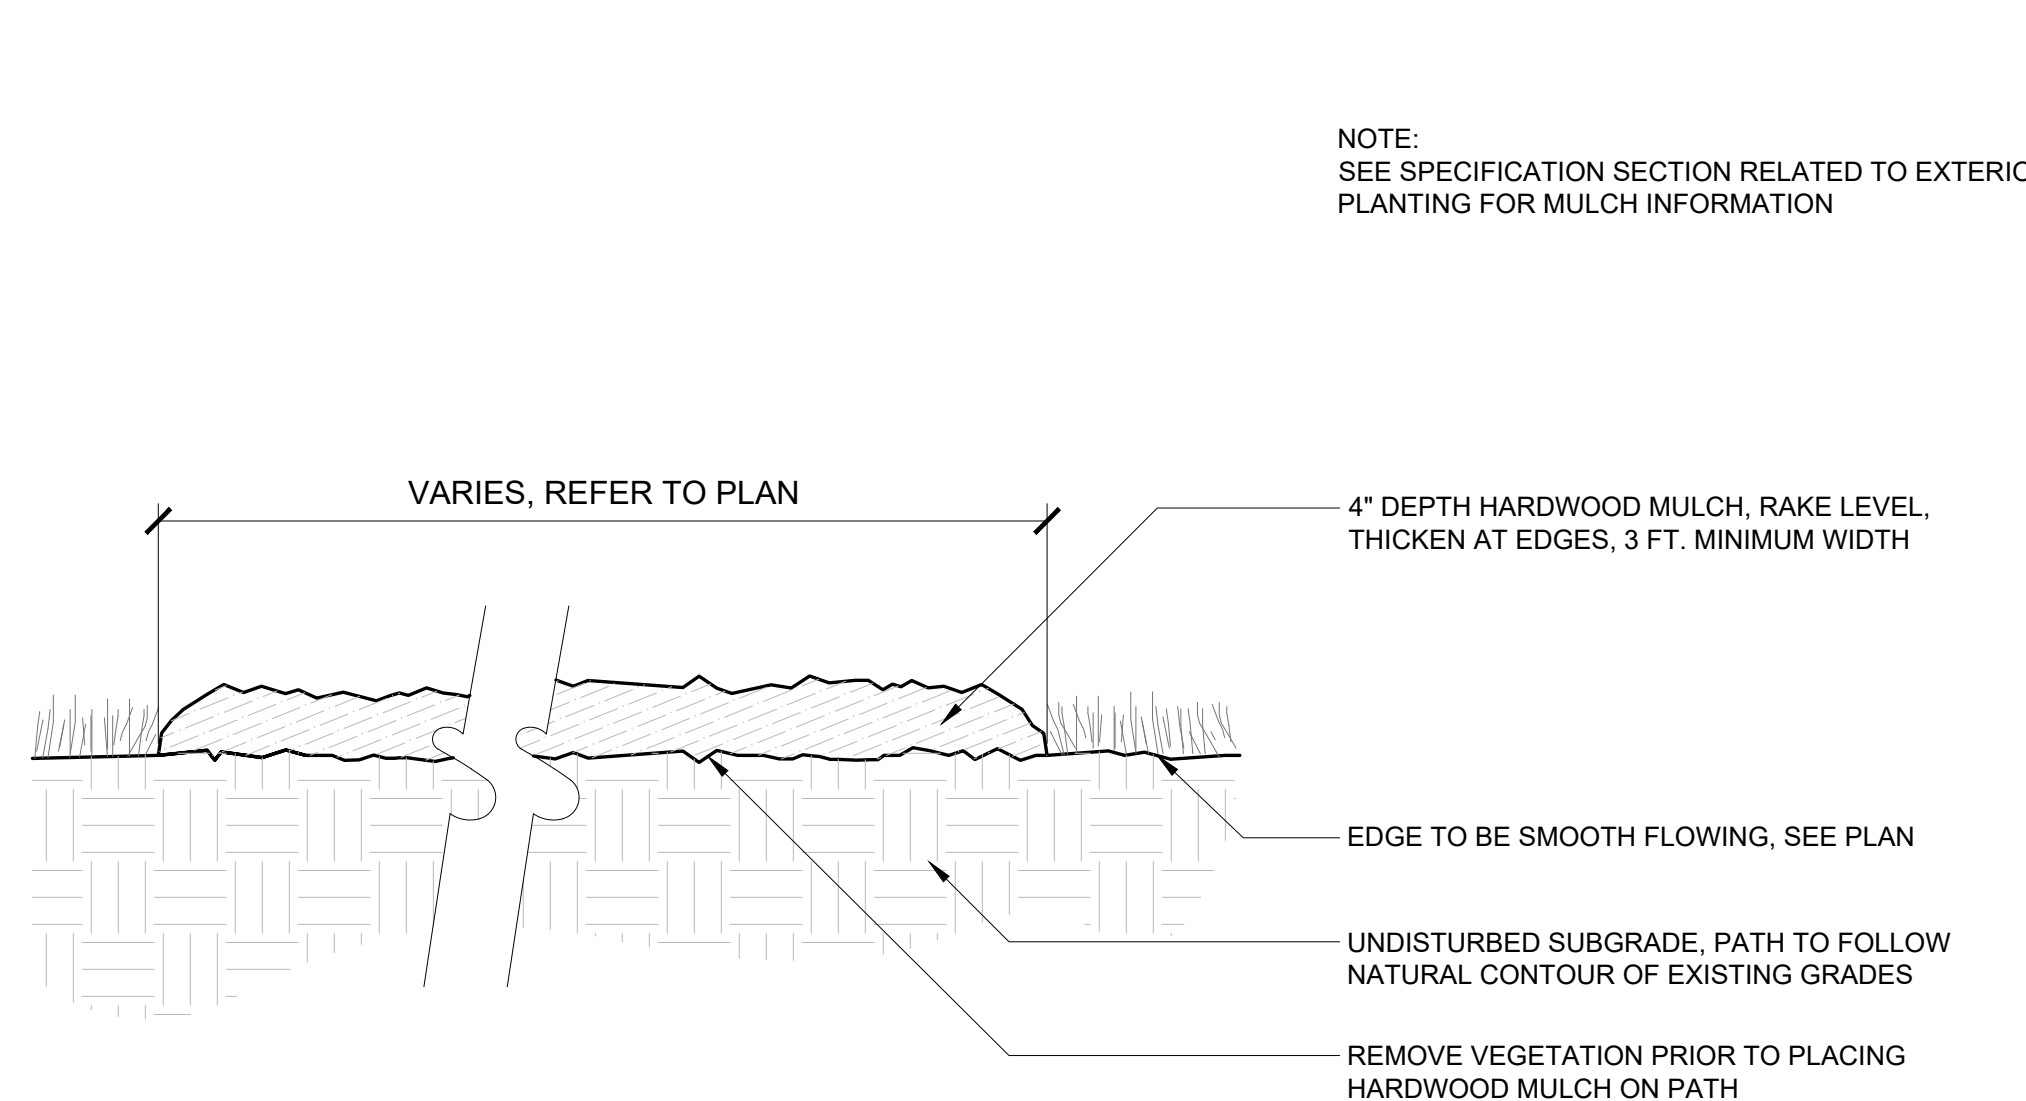 NOTE:
SEE SPECIFICATION SECTION RELATED TO
PLANTING FOR MULCH INFORMATION
VARIES, REFER TO PLAN
4" DEPTH HARDWOOD MULCH, RAKE LEVEL,
THICKEN AT EDGES, 3 FT. MINIMUM WIDTH
EDGE TO BE SMOOTH FLOWING, SEE PLAN
UNDISTURBED SUBGRADE, PATH TO FOLLOW
NATURAL CONTOUR OF EXISTING GRADES
REMOVE VEGETATION PRIOR TO PLACING
HARDWOOD MULCH ON PATH